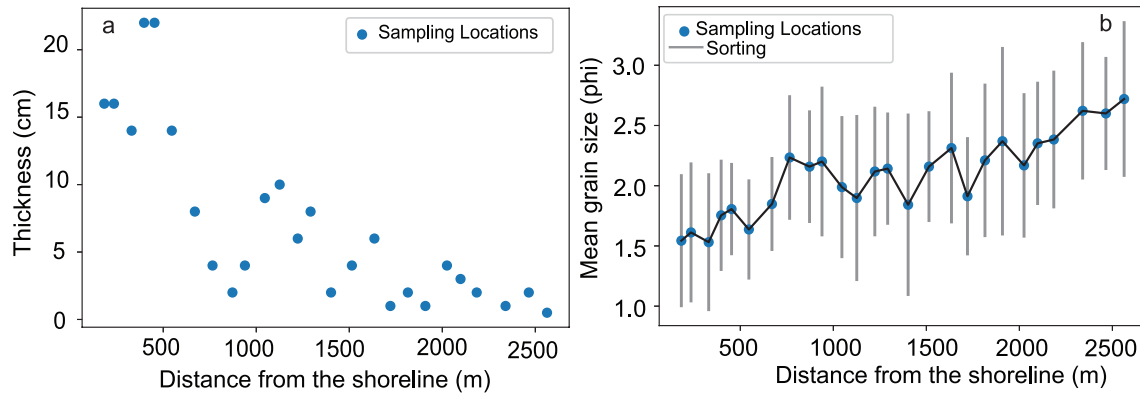 a
Sampling Locations
20
15
10
5
0
Thickness (cm)
500 1000 1500 2000 2500
Distance from the shoreline (m)
b
Sampling Locations
Sorting
3.0
2.5
2.0
1.5
1.0
Mean grain size (phi)
500 1000 1500 2000 2500
Distance from the shoreline (m)